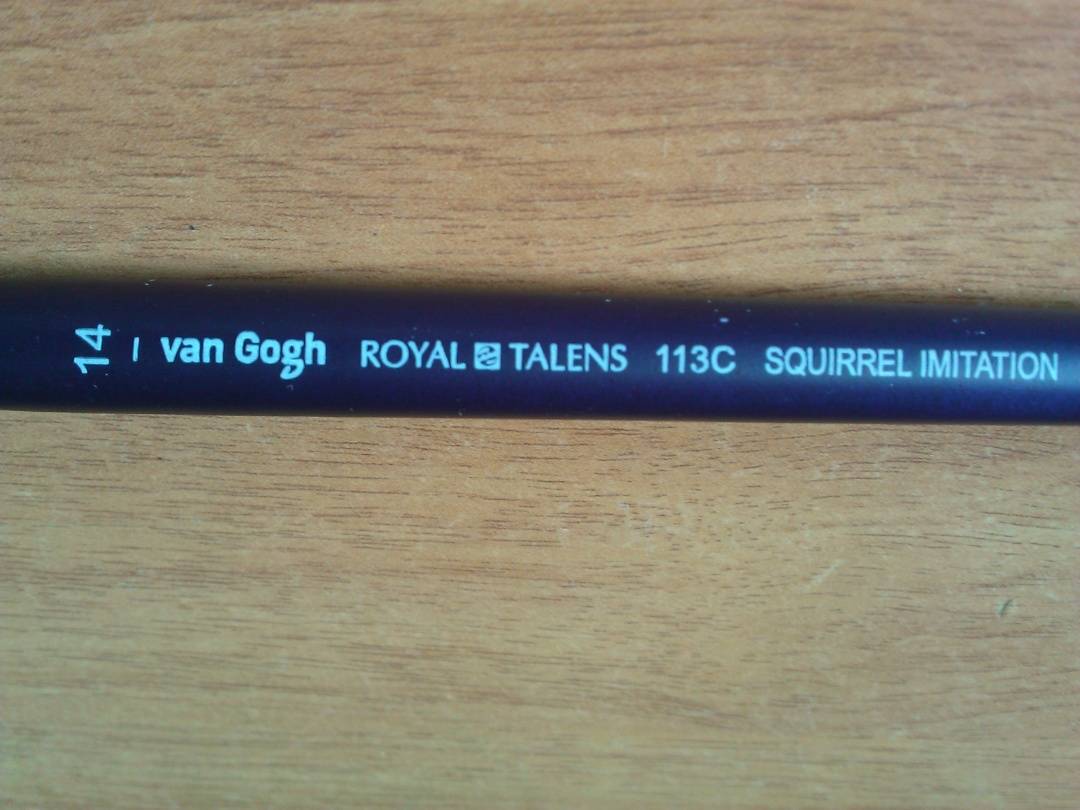 14 | van Gogh ROYAL TALENS 113C SQUIRREL IMITATION